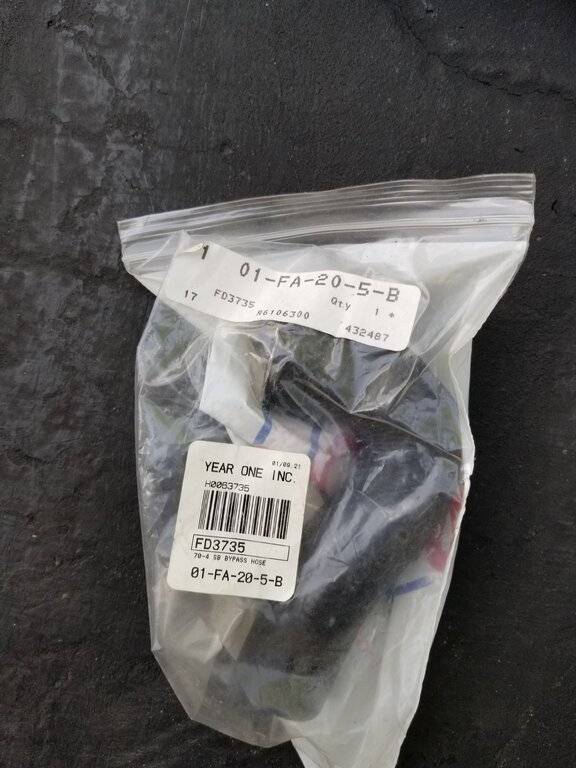 1 01-FA-20-5-B
17 FD3735 Qty 1 *
R6106300 432487
01/09 21
YEAR ONE INC.
H00B3735
FD3735
70-4 SB BYPASS HOSE
01-FA-20-5-B